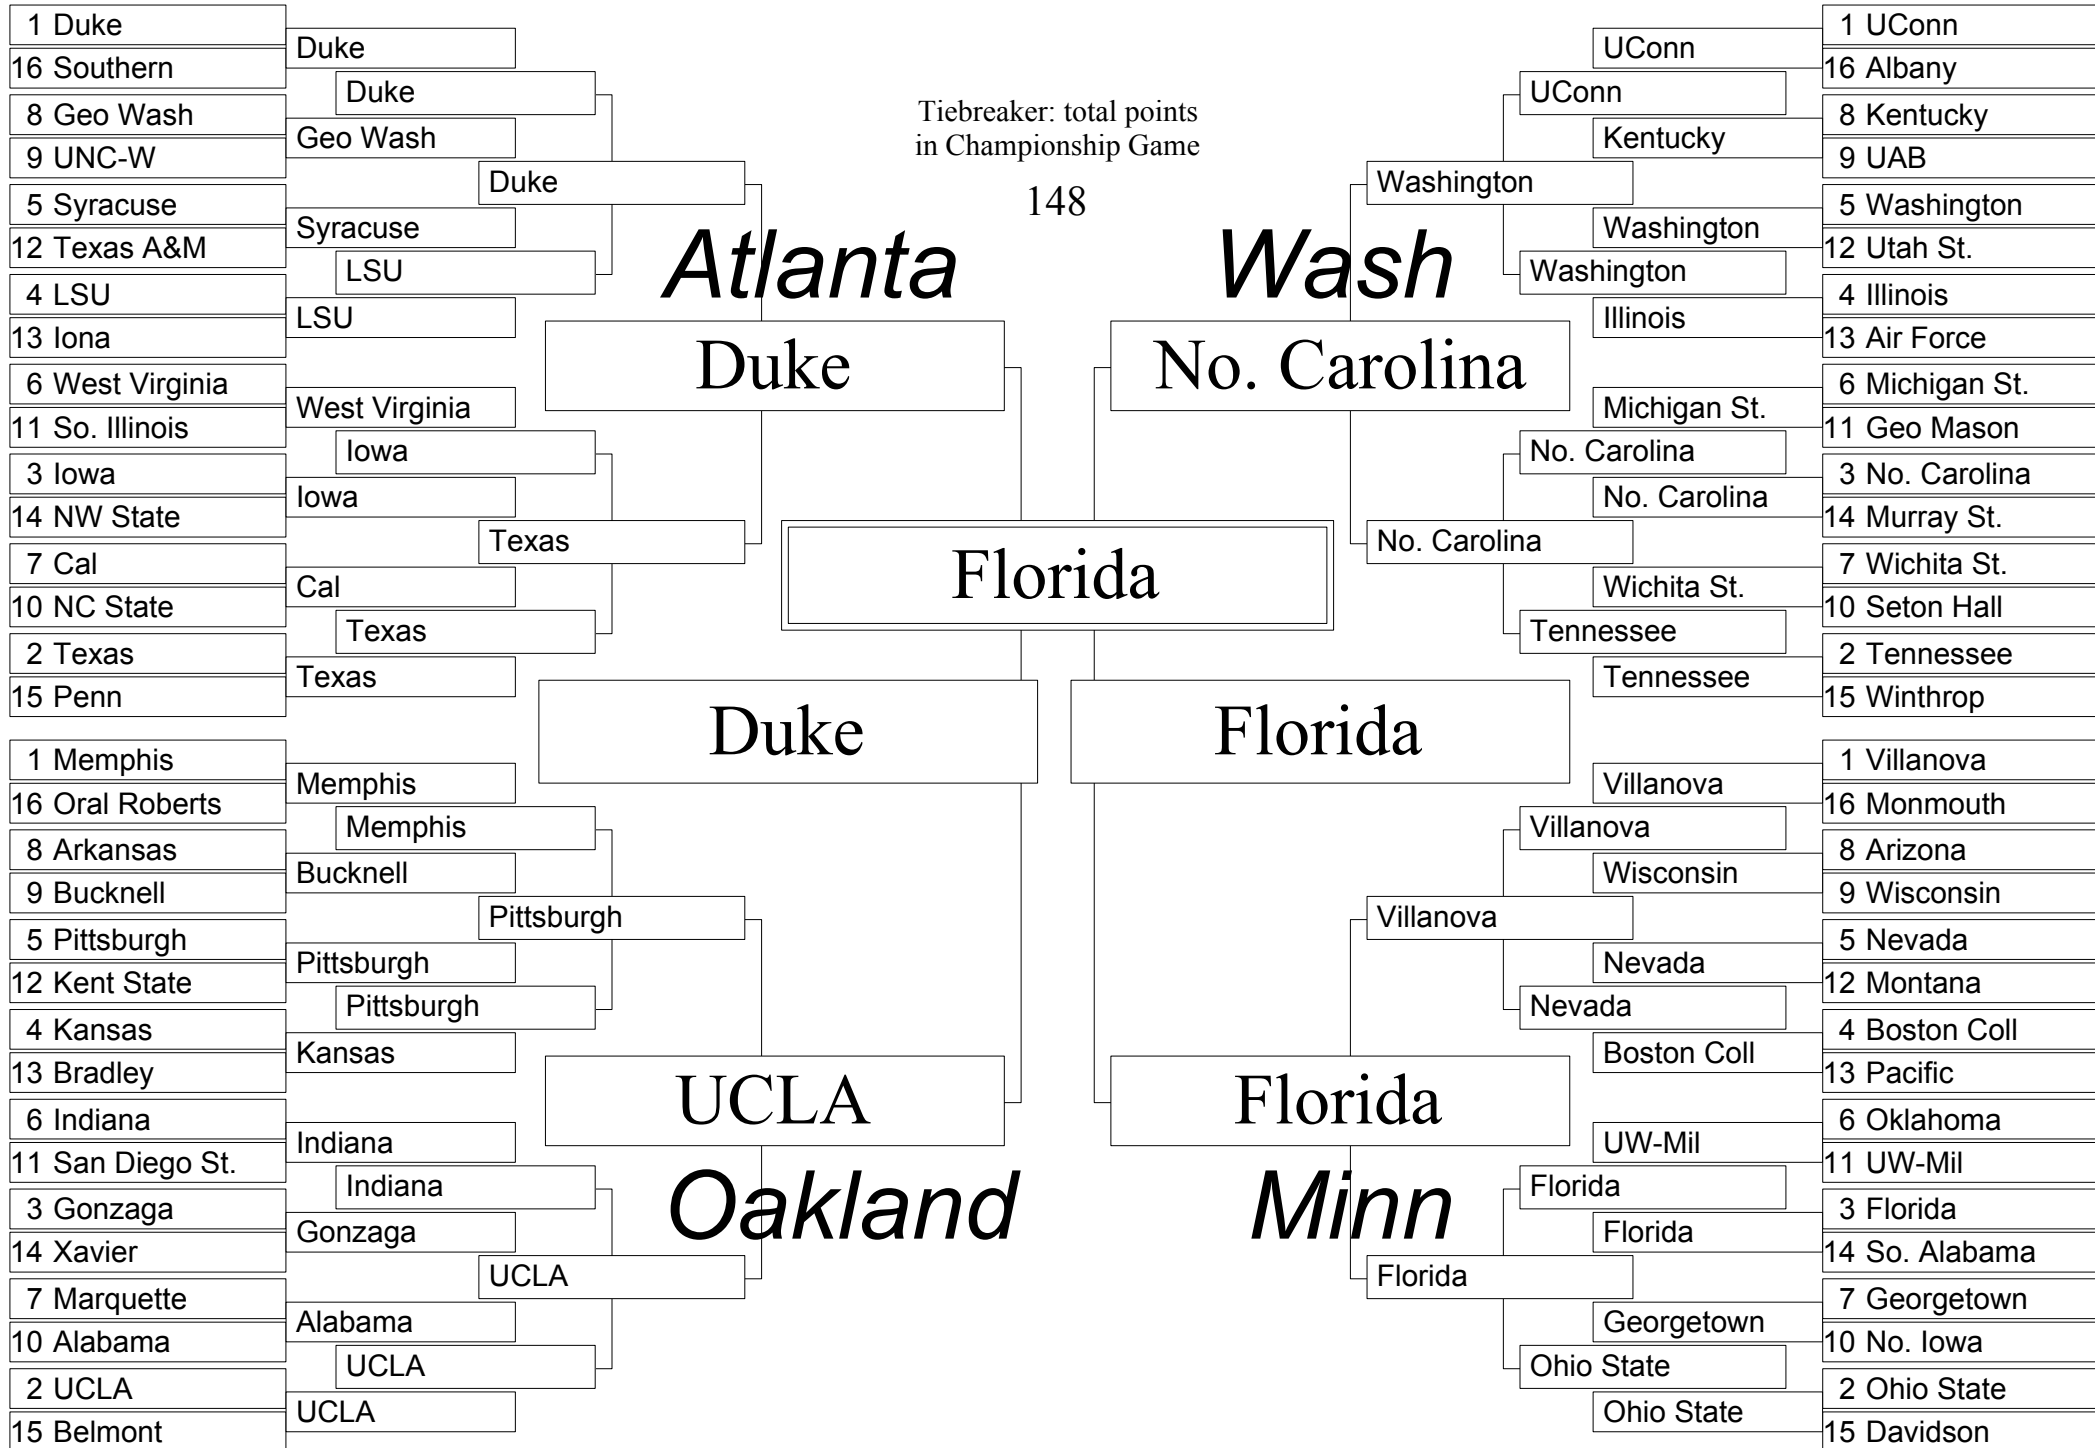 1 Duke
16 Southern
8 Geo Wash
9 UNC-W
5 Syracuse
12 Texas A&M
4 LSU
13 Iona
6 West Virginia
11 So. Illinois
3 Iowa
14 NW State
7 Cal
10 NC State
2 Texas
15 Penn
1 Memphis
16 Oral Roberts
8 Arkansas
9 Bucknell
5 Pittsburgh
12 Kent State
4 Kansas
13 Bradley
6 Indiana
11 San Diego St.
3 Gonzaga
14 Xavier
7 Marquette
10 Alabama
2 UCLA
15 Belmont
Duke
Geo Wash
Syracuse
LSU
West Virginia
Iowa
Cal
Texas
Memphis
Bucknell
Pittsburgh
Kansas
Indiana
Gonzaga
Alabama
UCLA
Duke
LSU
Iowa
Texas
Memphis
Pittsburgh
Indiana
UCLA
Duke
Texas
Pittsburgh
UCLA
Atlanta
Duke
UCLA
Oakland
Tiebreaker: total points
in Championship Game
148
Florida
Duke
Florida
Wash
No. Carolina
Florida
Minn
Washington
No. Carolina
Villanova
Florida
UConn
Washington
No. Carolina
Tennessee
Villanova
Nevada
Florida
Ohio State
UConn
Kentucky
Washington
Illinois
Michigan St.
No. Carolina
Wichita St.
Tennessee
Villanova
Wisconsin
Nevada
Boston Coll
UW-Mil
Florida
Georgetown
Ohio State
1 UConn
16 Albany
8 Kentucky
9 UAB
5 Washington
12 Utah St.
4 Illinois
13 Air Force
6 Michigan St.
11 Geo Mason
3 No. Carolina
14 Murray St.
7 Wichita St.
10 Seton Hall
2 Tennessee
15 Winthrop
1 Villanova
16 Monmouth
8 Arizona
9 Wisconsin
5 Nevada
12 Montana
4 Boston Coll
13 Pacific
6 Oklahoma
11 UW-Mil
3 Florida
14 So. Alabama
7 Georgetown
10 No. Iowa
2 Ohio State
15 Davidson